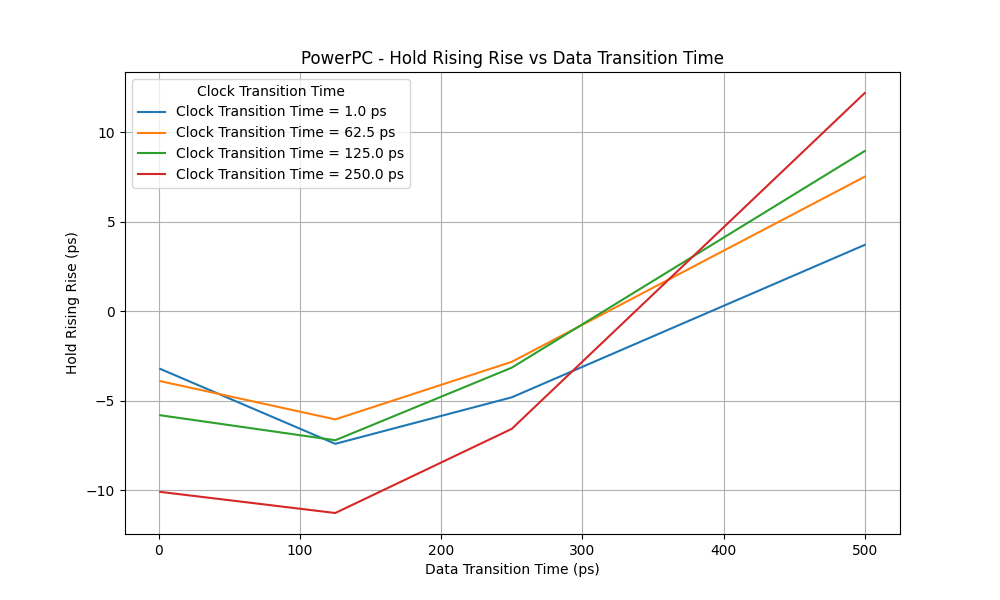 PowerPC - Hold Rising Rise vs Data Transition Time
Clock Transition Time
Clock Transition Time = 1.0 ps
Clock Transition Time = 62.5 ps
Clock Transition Time = 125.0 ps
Clock Transition Time = 250.0 ps
Hold Rising Rise (ps)
10
5
0
−5
−10
0 100 200 300 400 500
Data Transition Time (ps)